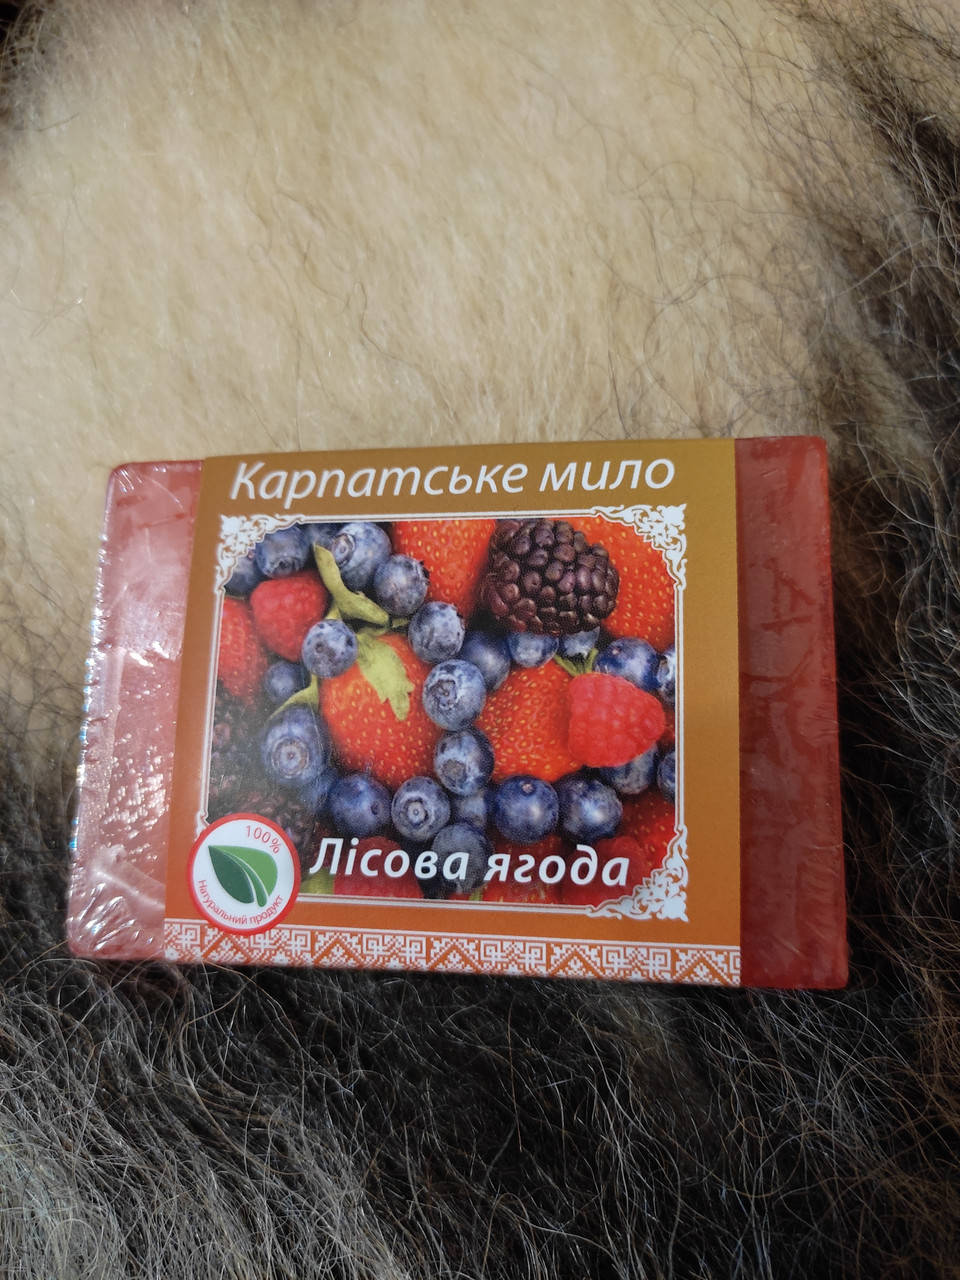 Карпатське мило
100%
Лісова ягода
Натуральний продукт